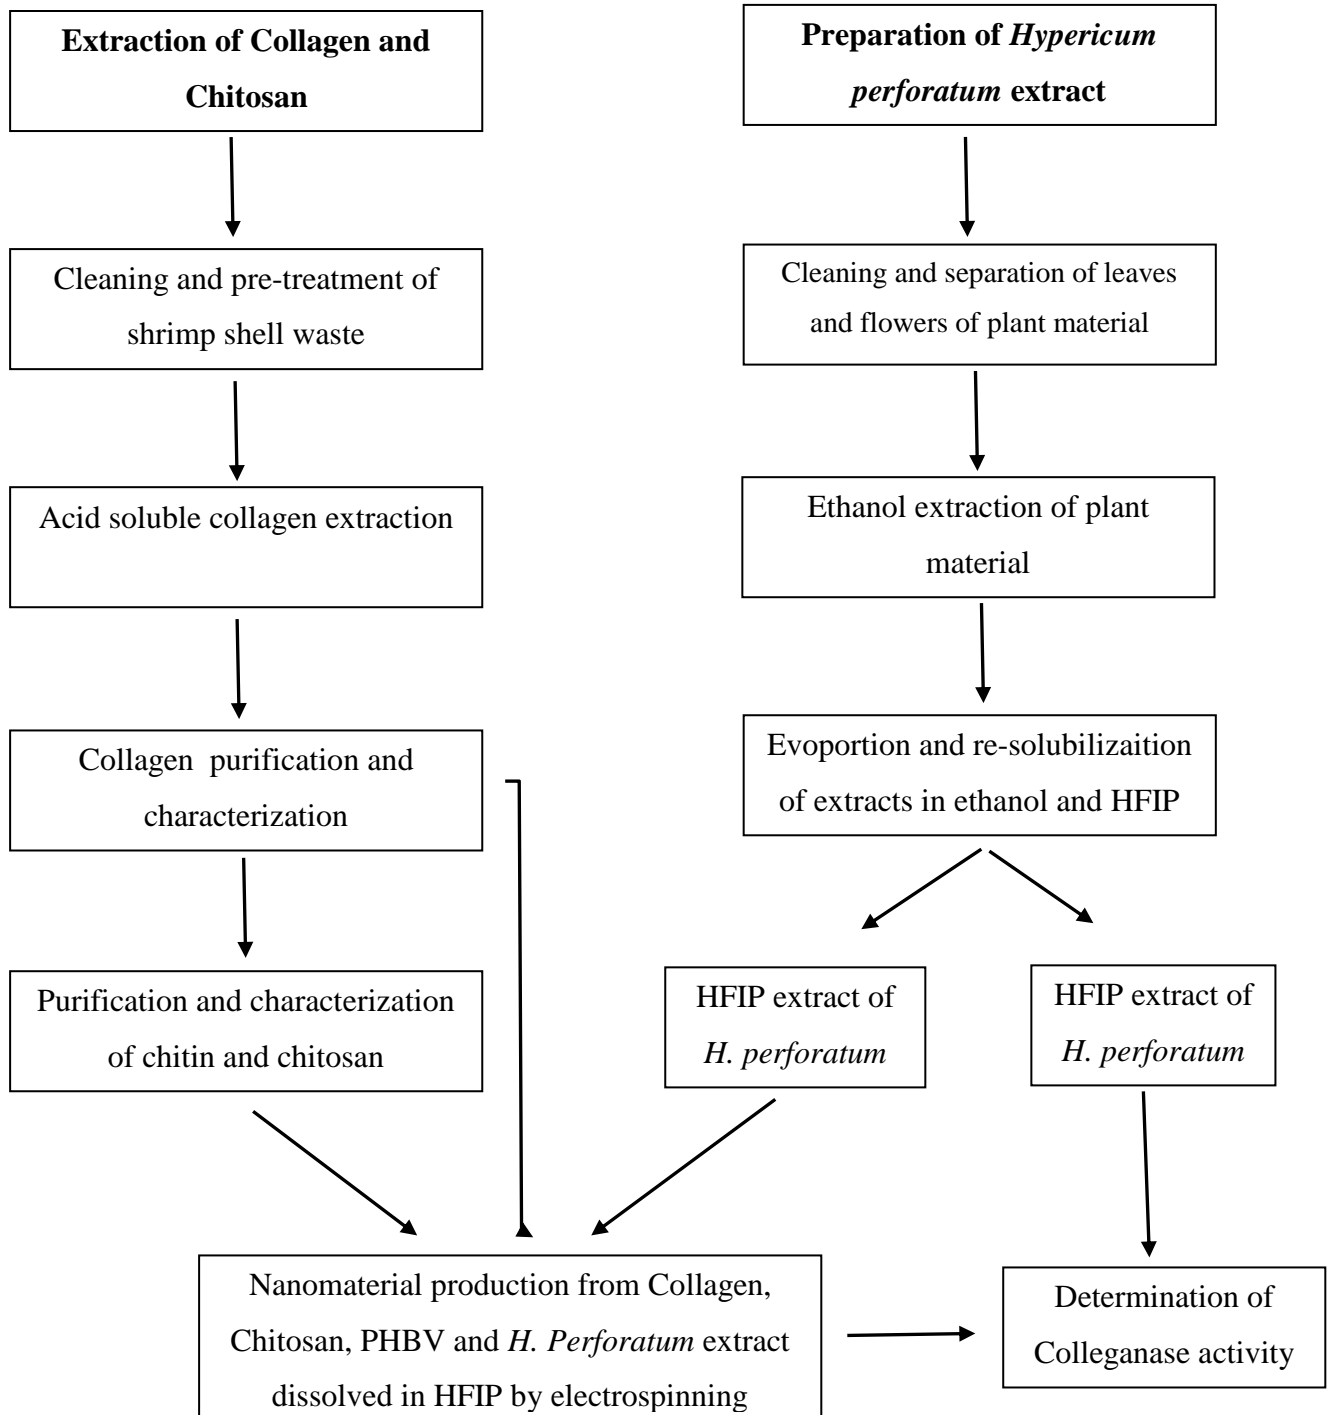 Extraction of Collagen and
Chitosan
Preparation of Hypericum
perforatum extract
Cleaning and pre-treatment of
shrimp shell waste
Cleaning and separation of leaves
and flowers of plant material
Acid soluble collagen extraction
Ethanol extraction of plant
material
Collagen purification and
characterization
Evoportion and re-solubilizaition
of extracts in ethanol and HFIP
Purification and characterization
of chitin and chitosan
HFIP extract of
H. perforatum
HFIP extract of
H. perforatum
Nanomaterial production from Collagen,
Chitosan, PHBV and H. Perforatum extract
dissolved in HFIP by electrospinning
Determination of
Colleganase activity